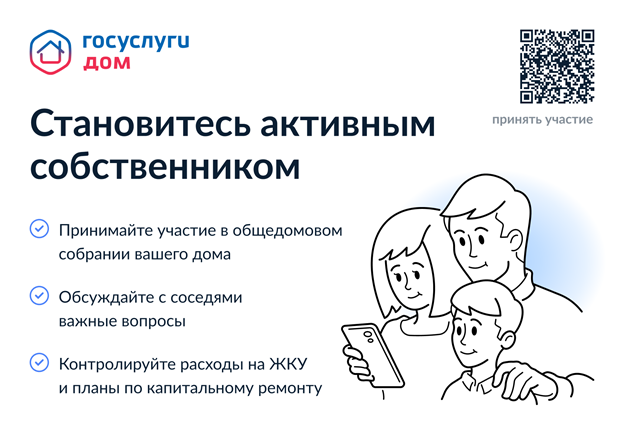 госуслуги
дом
принять участие
Становитесь активным
собственником
Принимайте участие в общедомовом
собрании вашего дома
Обсуждайте с соседями
важные вопросы
Контролируйте расходы на ЖКУ
и планы по капитальному ремонту